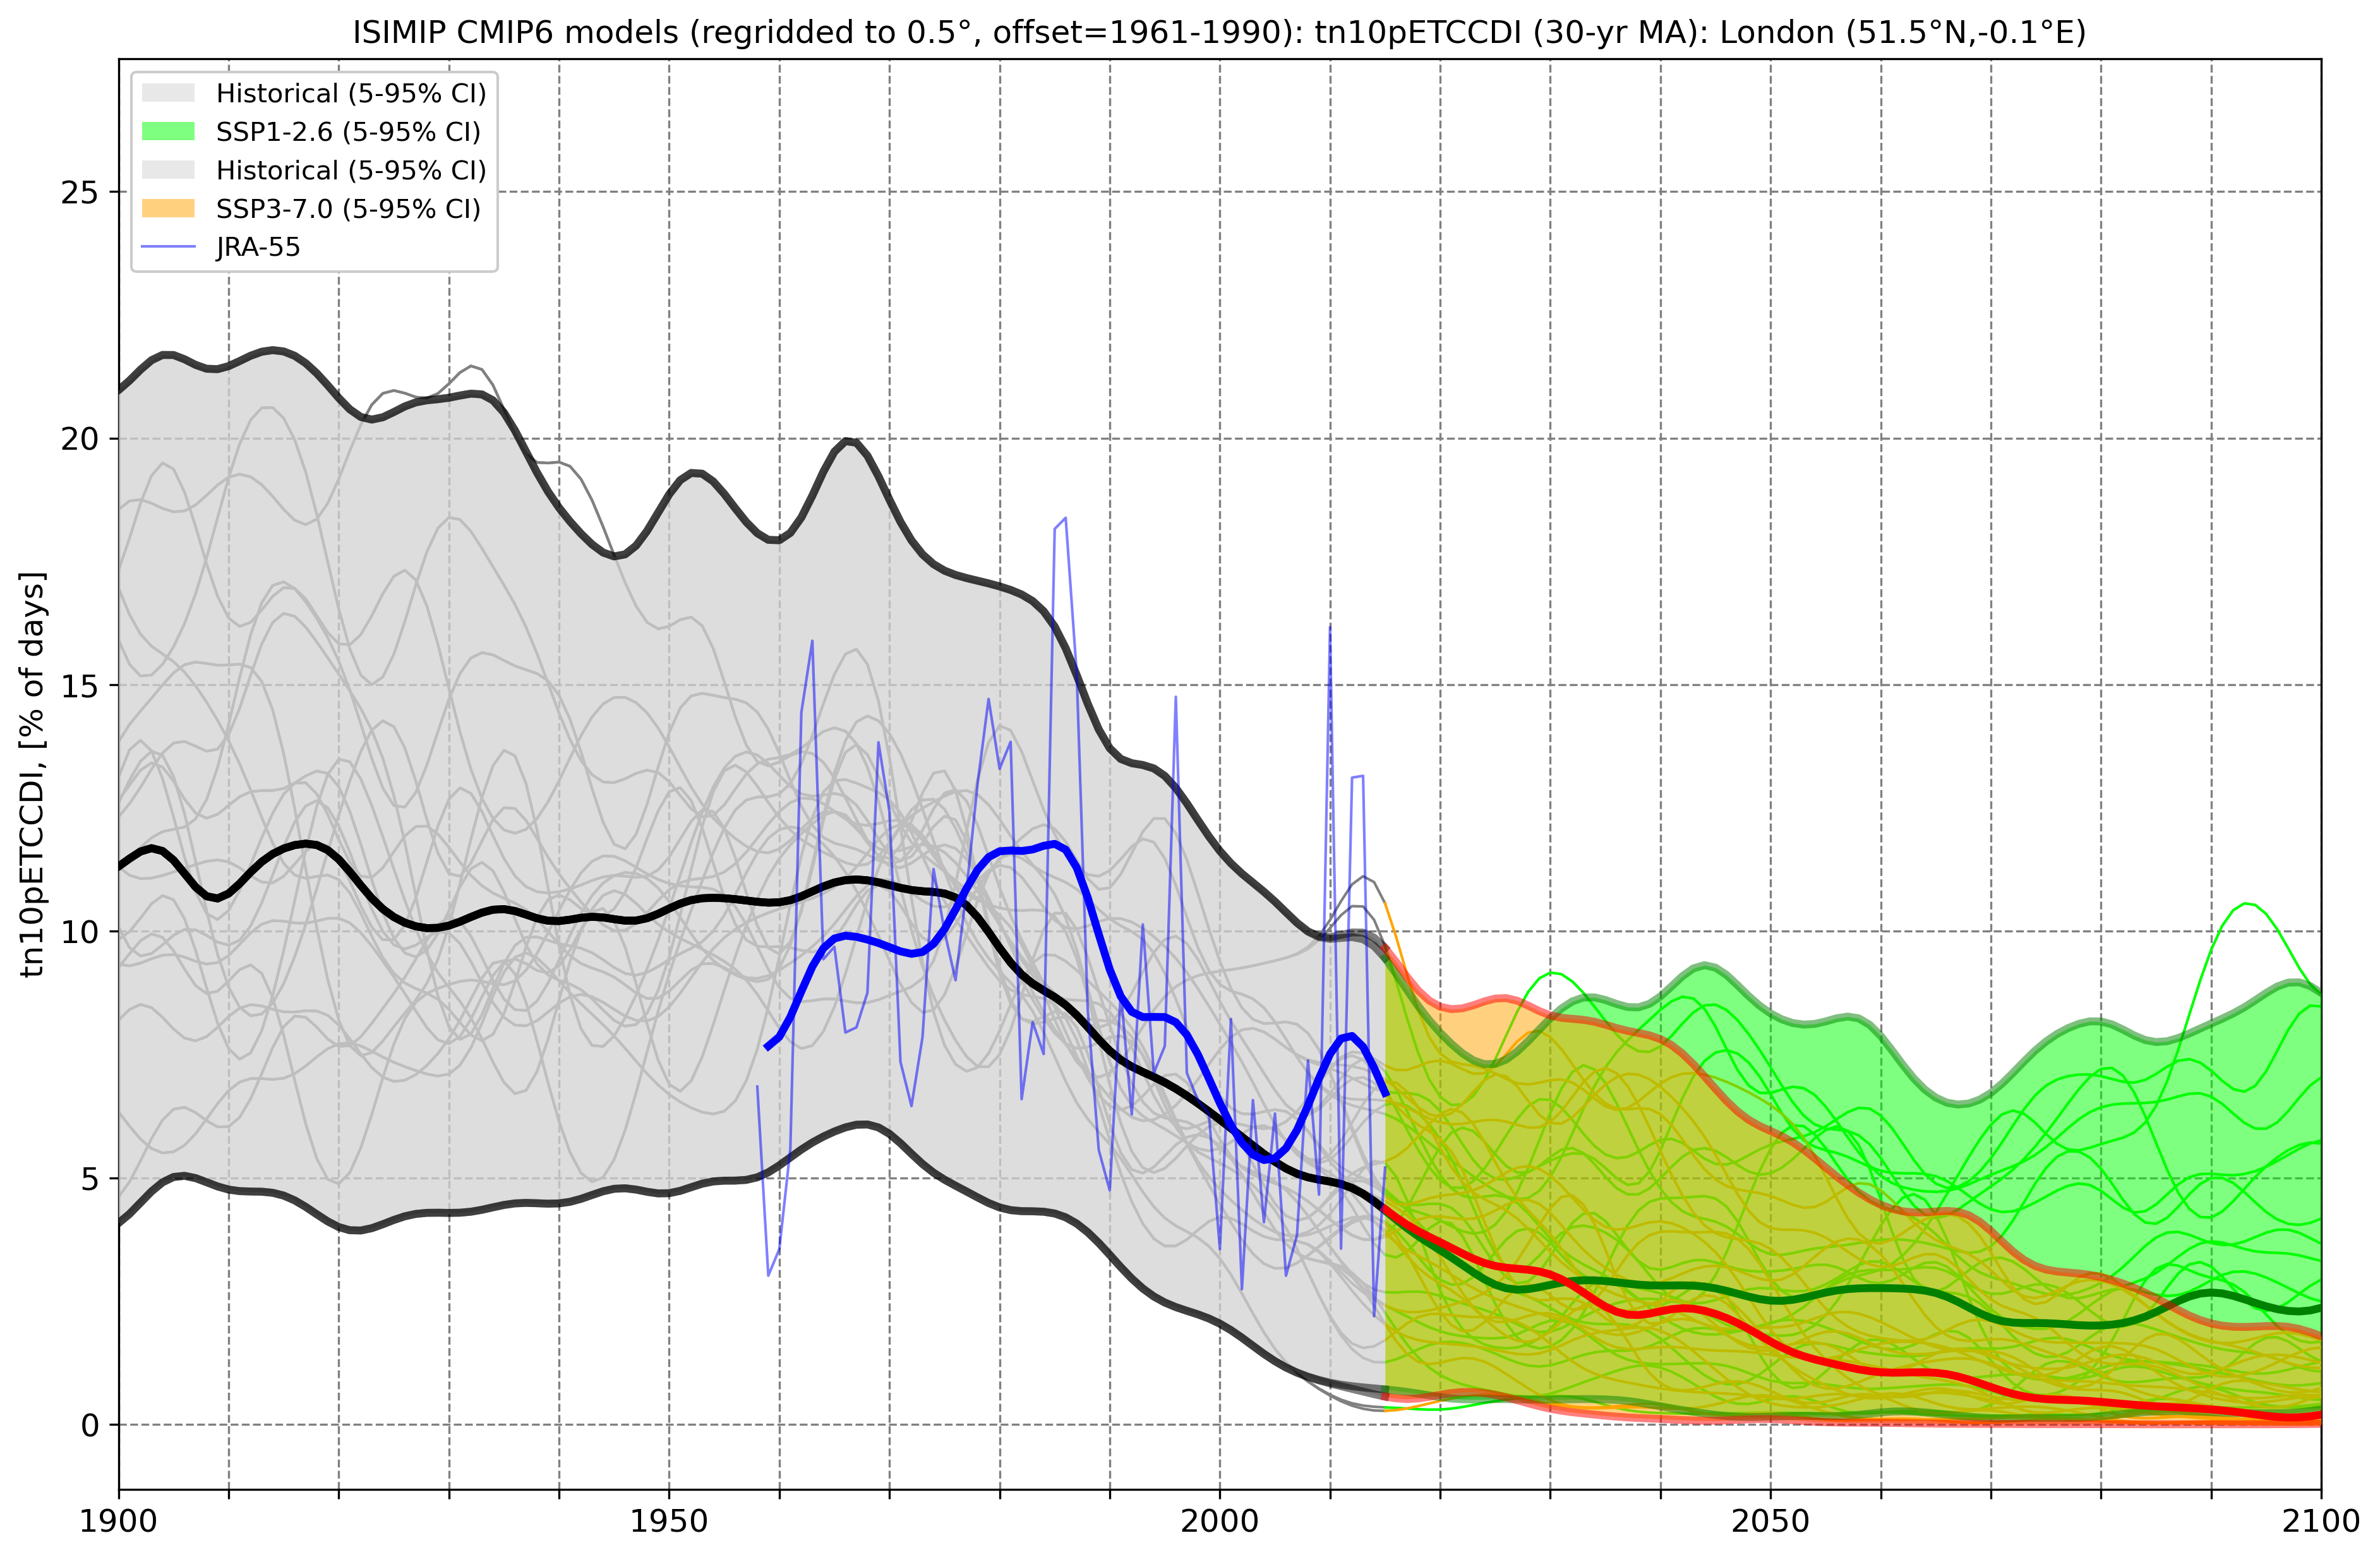 ISIMIP CMIP6 models (regridded to 0.5°, offset=1961-1990): tn10pETCCDI (30-yr MA): London (51.5°N,-0.1°E)
Historical (5-95% CI)
SSP1-2.6 (5-95% CI)
Historical (5-95% CI)
SSP3-7.0 (5-95% CI)
JRA-55
tn10pETCCDI, [% of days]
25
20
15
10
5
0
1900
1950
2000
2050
2100